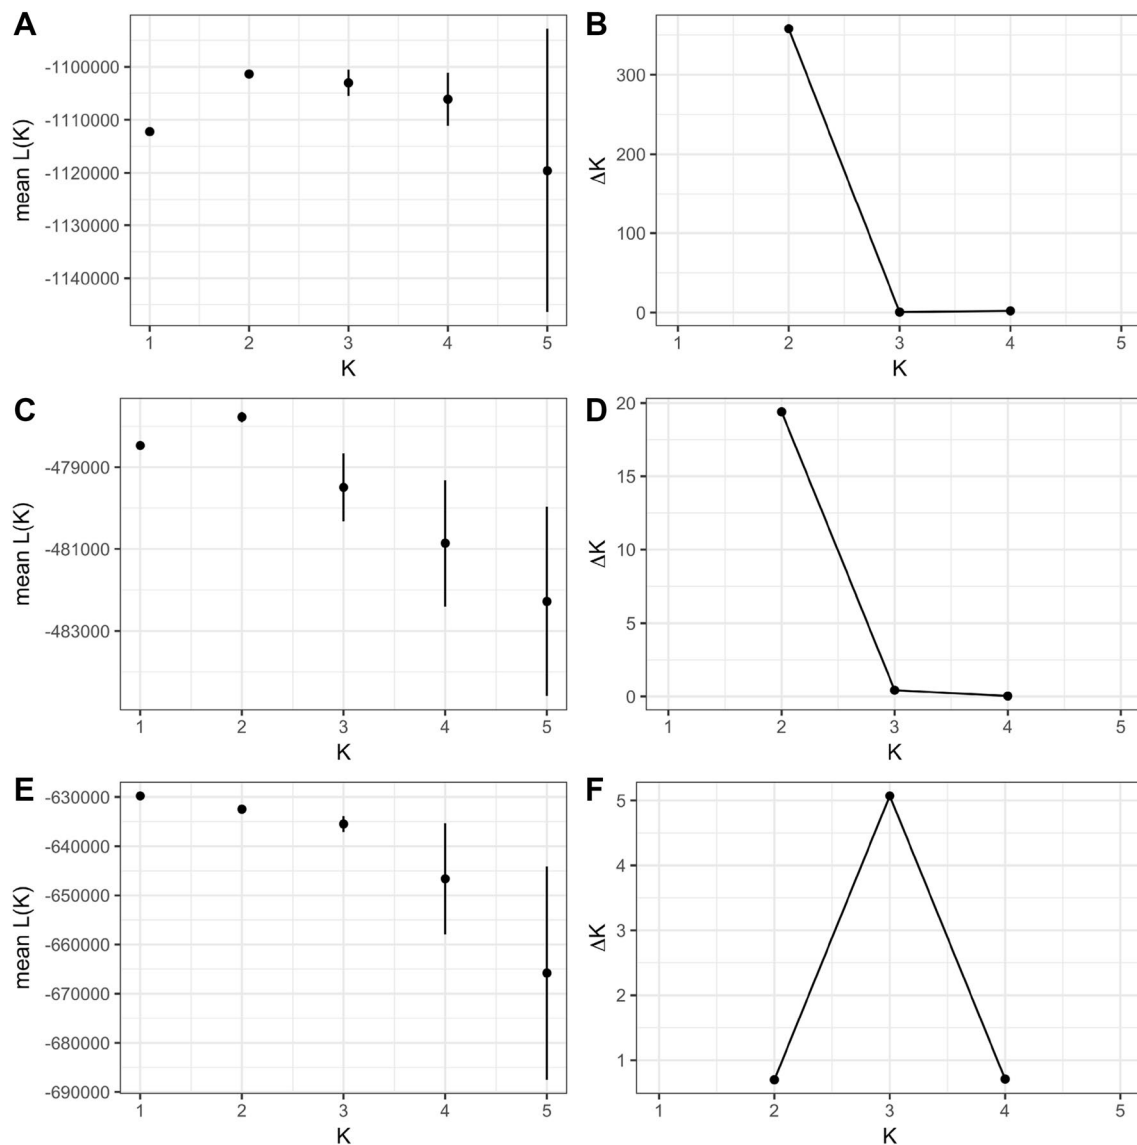 A
mean L(K)
-1100000
-1110000
-1120000
-1130000
-1140000
1 2 3 4 5
K
B
ΔK
300
200
100
0
1 2 3 4 5
K
C
mean L(K)
-479000
-481000
-483000
1 2 3 4 5
K
D
ΔK
20
15
10
5
0
1 2 3 4 5
K
E
mean L(K)
-630000
-640000
-650000
-660000
-670000
-680000
-690000
1 2 3 4 5
K
F
ΔK
5
4
3
2
1
1 2 3 4 5
K